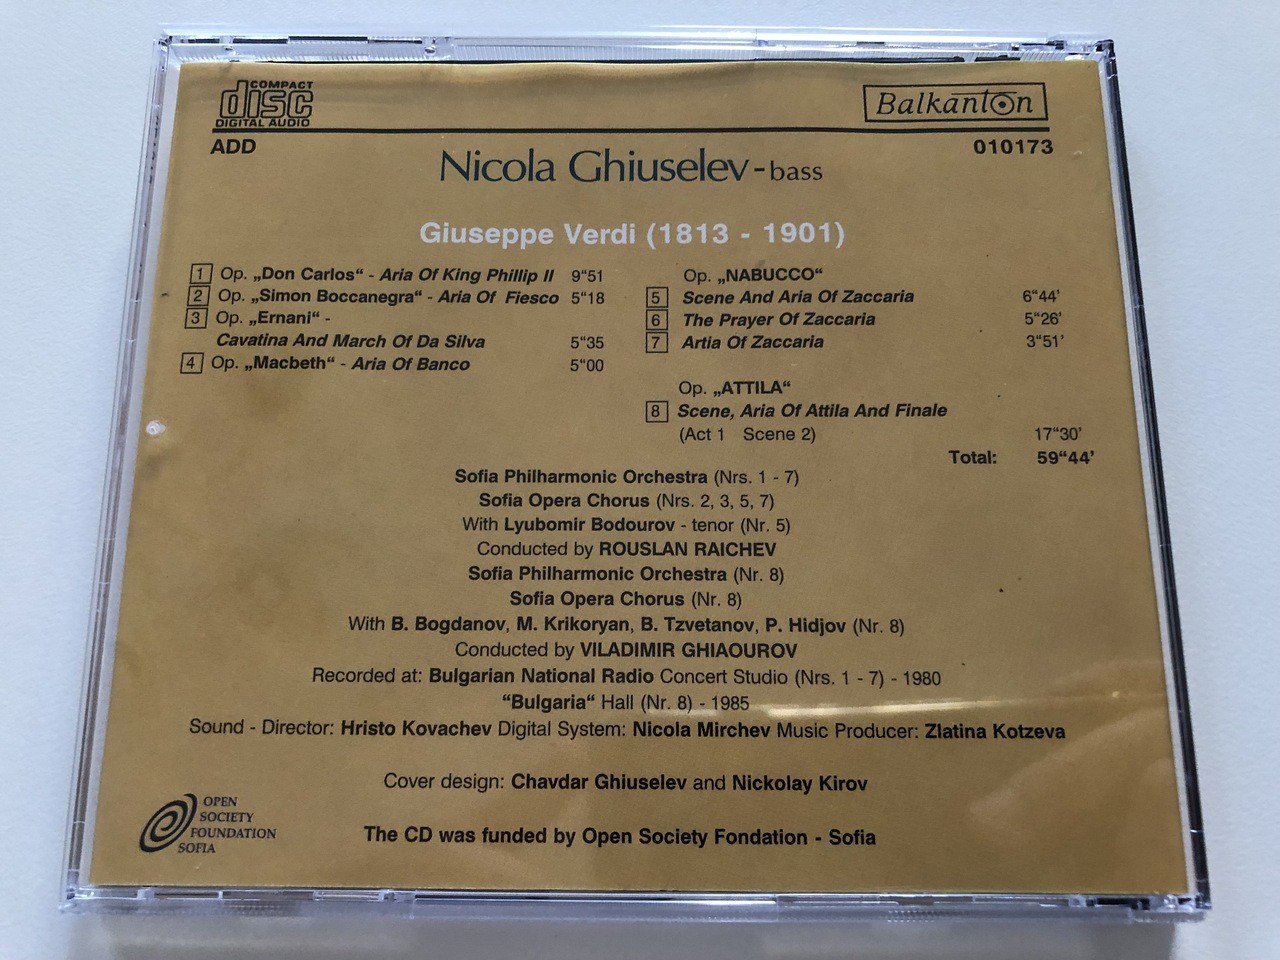 COMPACT
disc
DIGITAL AUDIO
Balkanton
ADD
010173
Nicola Ghiuselev - bass
Giuseppe Verdi (1813 - 1901)
1 Op. „Don Carlos“ - Aria Of King Phillip II 9“51
2 Op. „Simon Boccanegra“ - Aria Of Fiesco 5“18
3 Op. „Ernani“ -
Cavatina And March Of Da Silva 5“35
4 Op. „Macbeth“ - Aria Of Banco 5“00
Op. „NABUCCO“
5 Scene And Aria Of Zaccaria 6“44’
6 The Prayer Of Zaccaria 5“26’
7 Artia Of Zaccaria 3“51’
Op. „ATTILA“
8 Scene, Aria Of Attila And Finale
(Act 1 Scene 2) 17“30’
Total: 59“44’
Sofia Philharmonic Orchestra (Nrs. 1 - 7)
Sofia Opera Chorus (Nrs. 2, 3, 5, 7)
With Lyubomir Bodourov - tenor (Nr. 5)
Conducted by ROUSLAN RAICHEV
Sofia Philharmonic Orchestra (Nr. 8)
Sofia Opera Chorus (Nr. 8)
With B. Bogdanov, M. Krikoryan, B. Tzvetanov, P. Hidjov (Nr. 8)
Conducted by VILADIMIR GHIAOUROV
Recorded at: Bulgarian National Radio Concert Studio (Nrs. 1 - 7) - 1980
“Bulgaria“ Hall (Nr. 8) - 1985
Sound - Director: Hristo Kovachev Digital System: Nicola Mirchev Music Producer: Zlatina Kotzeva
Cover design: Chavdar Ghiuselev and Nickolay Kirov
OPEN
SOCIETY
FOUNDATION
SOFIA
The CD was funded by Open Society Fondation - Sofia